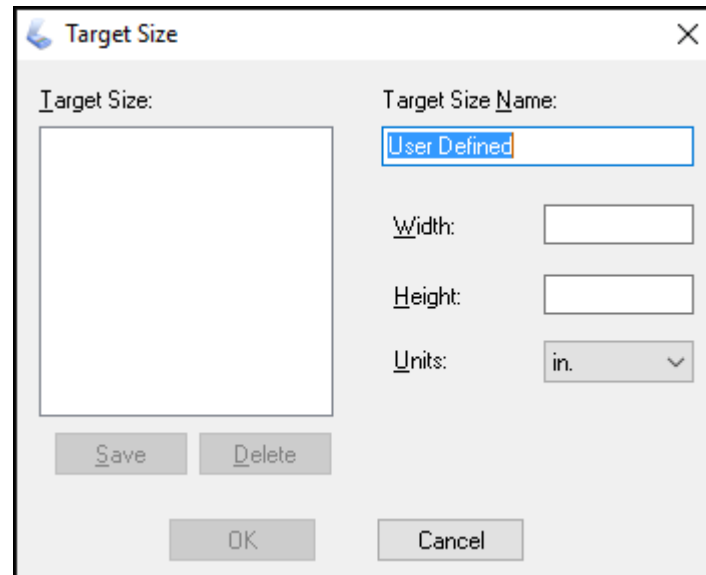 Target Size
Target Size:
Target Size Name:
User Defined
Width:
Height:
Units:
in.
Save
Delete
OK
Cancel